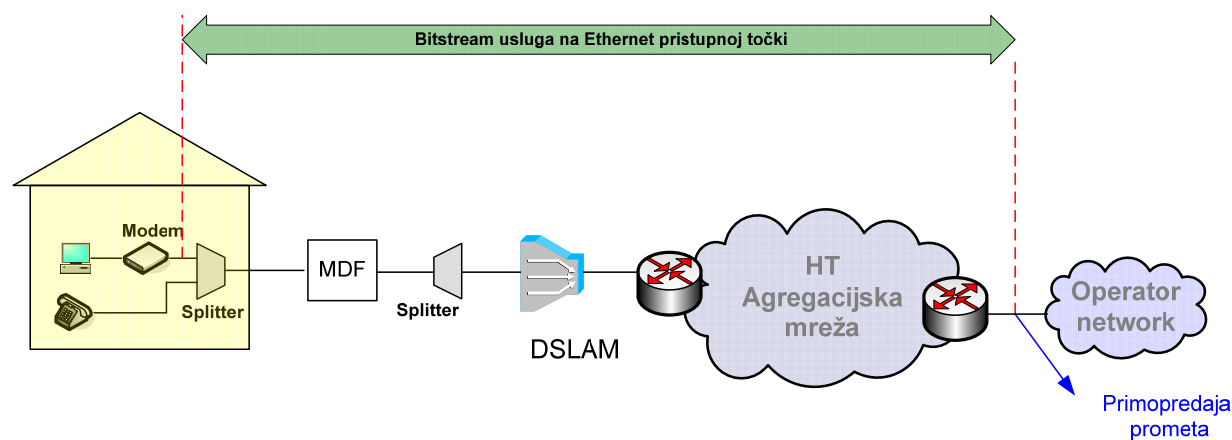 Bitstream usluga na Ethernet pristupnoj točki
Modem
Splitter
MDF
Splitter
DSLAM
HT
Agregacijska
mreža
Operator
network
Primopredaja
prometa